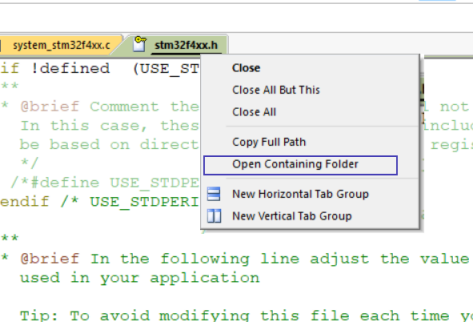 system_stm32f4xx.c stm32f4xx.h
if !defined (USE_ST
**
* @brief Comment the not
In this case, thes inclu
be based on direct regis
*/
/*#define USE_STDPE
endif /* USE_STDPERI
**
* @brief In the following line adjust the value
used in your application
Tip: To avoid modifying this file each time yo
Close
Close All But This
Close All
Copy Full Path
Open Containing Folder
New Horizontal Tab Group
New Vertical Tab Group